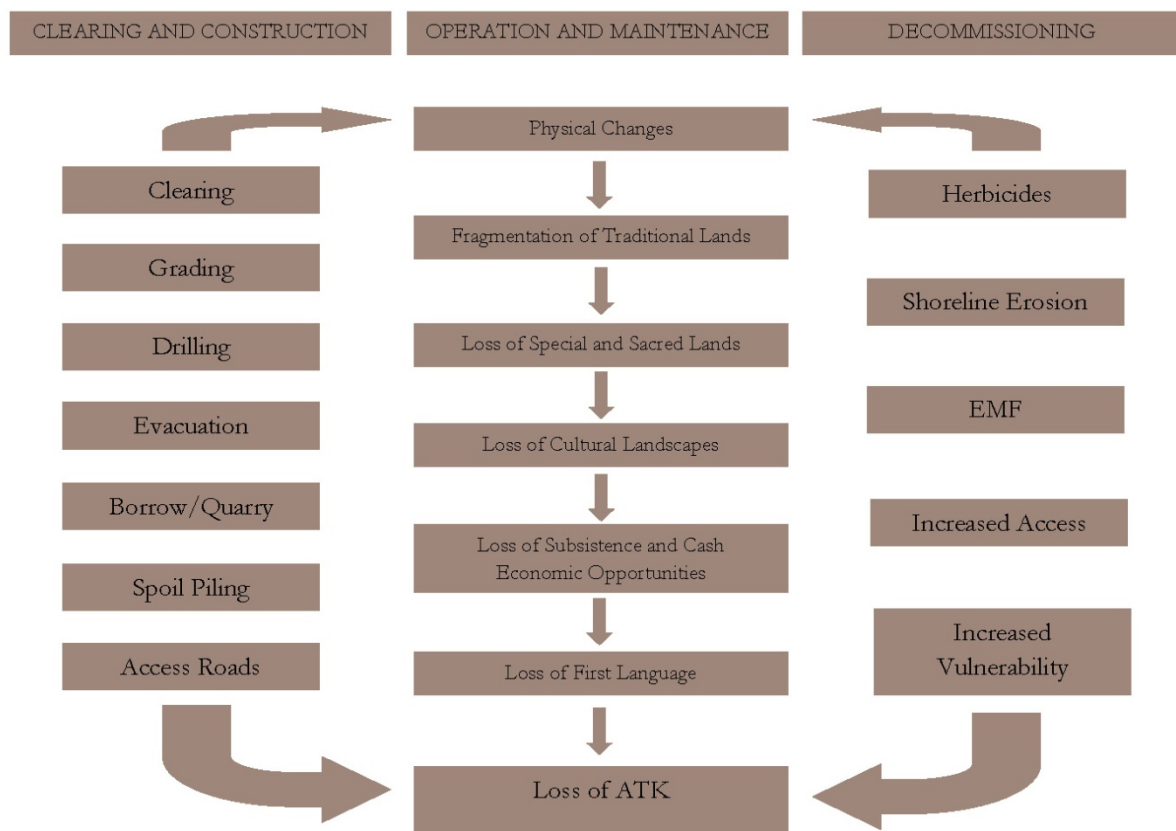 CLEARING AND CONSTRUCTION
OPERATION AND MAINTENANCE
DECOMMISSIONING
Clearing
Grading
Drilling
Evacuation
Borrow/Quarry
Spoil Piling
Access Roads
Physical Changes
Fragmentation of Traditional Lands
Loss of Special and Sacred Lands
Loss of Cultural Landscapes
Loss of Subsistence and Cash
Economic Opportunities
Loss of First Language
Loss of ATK
Herbicides
Shoreline Erosion
EMF
Increased Access
Increased
Vulnerability